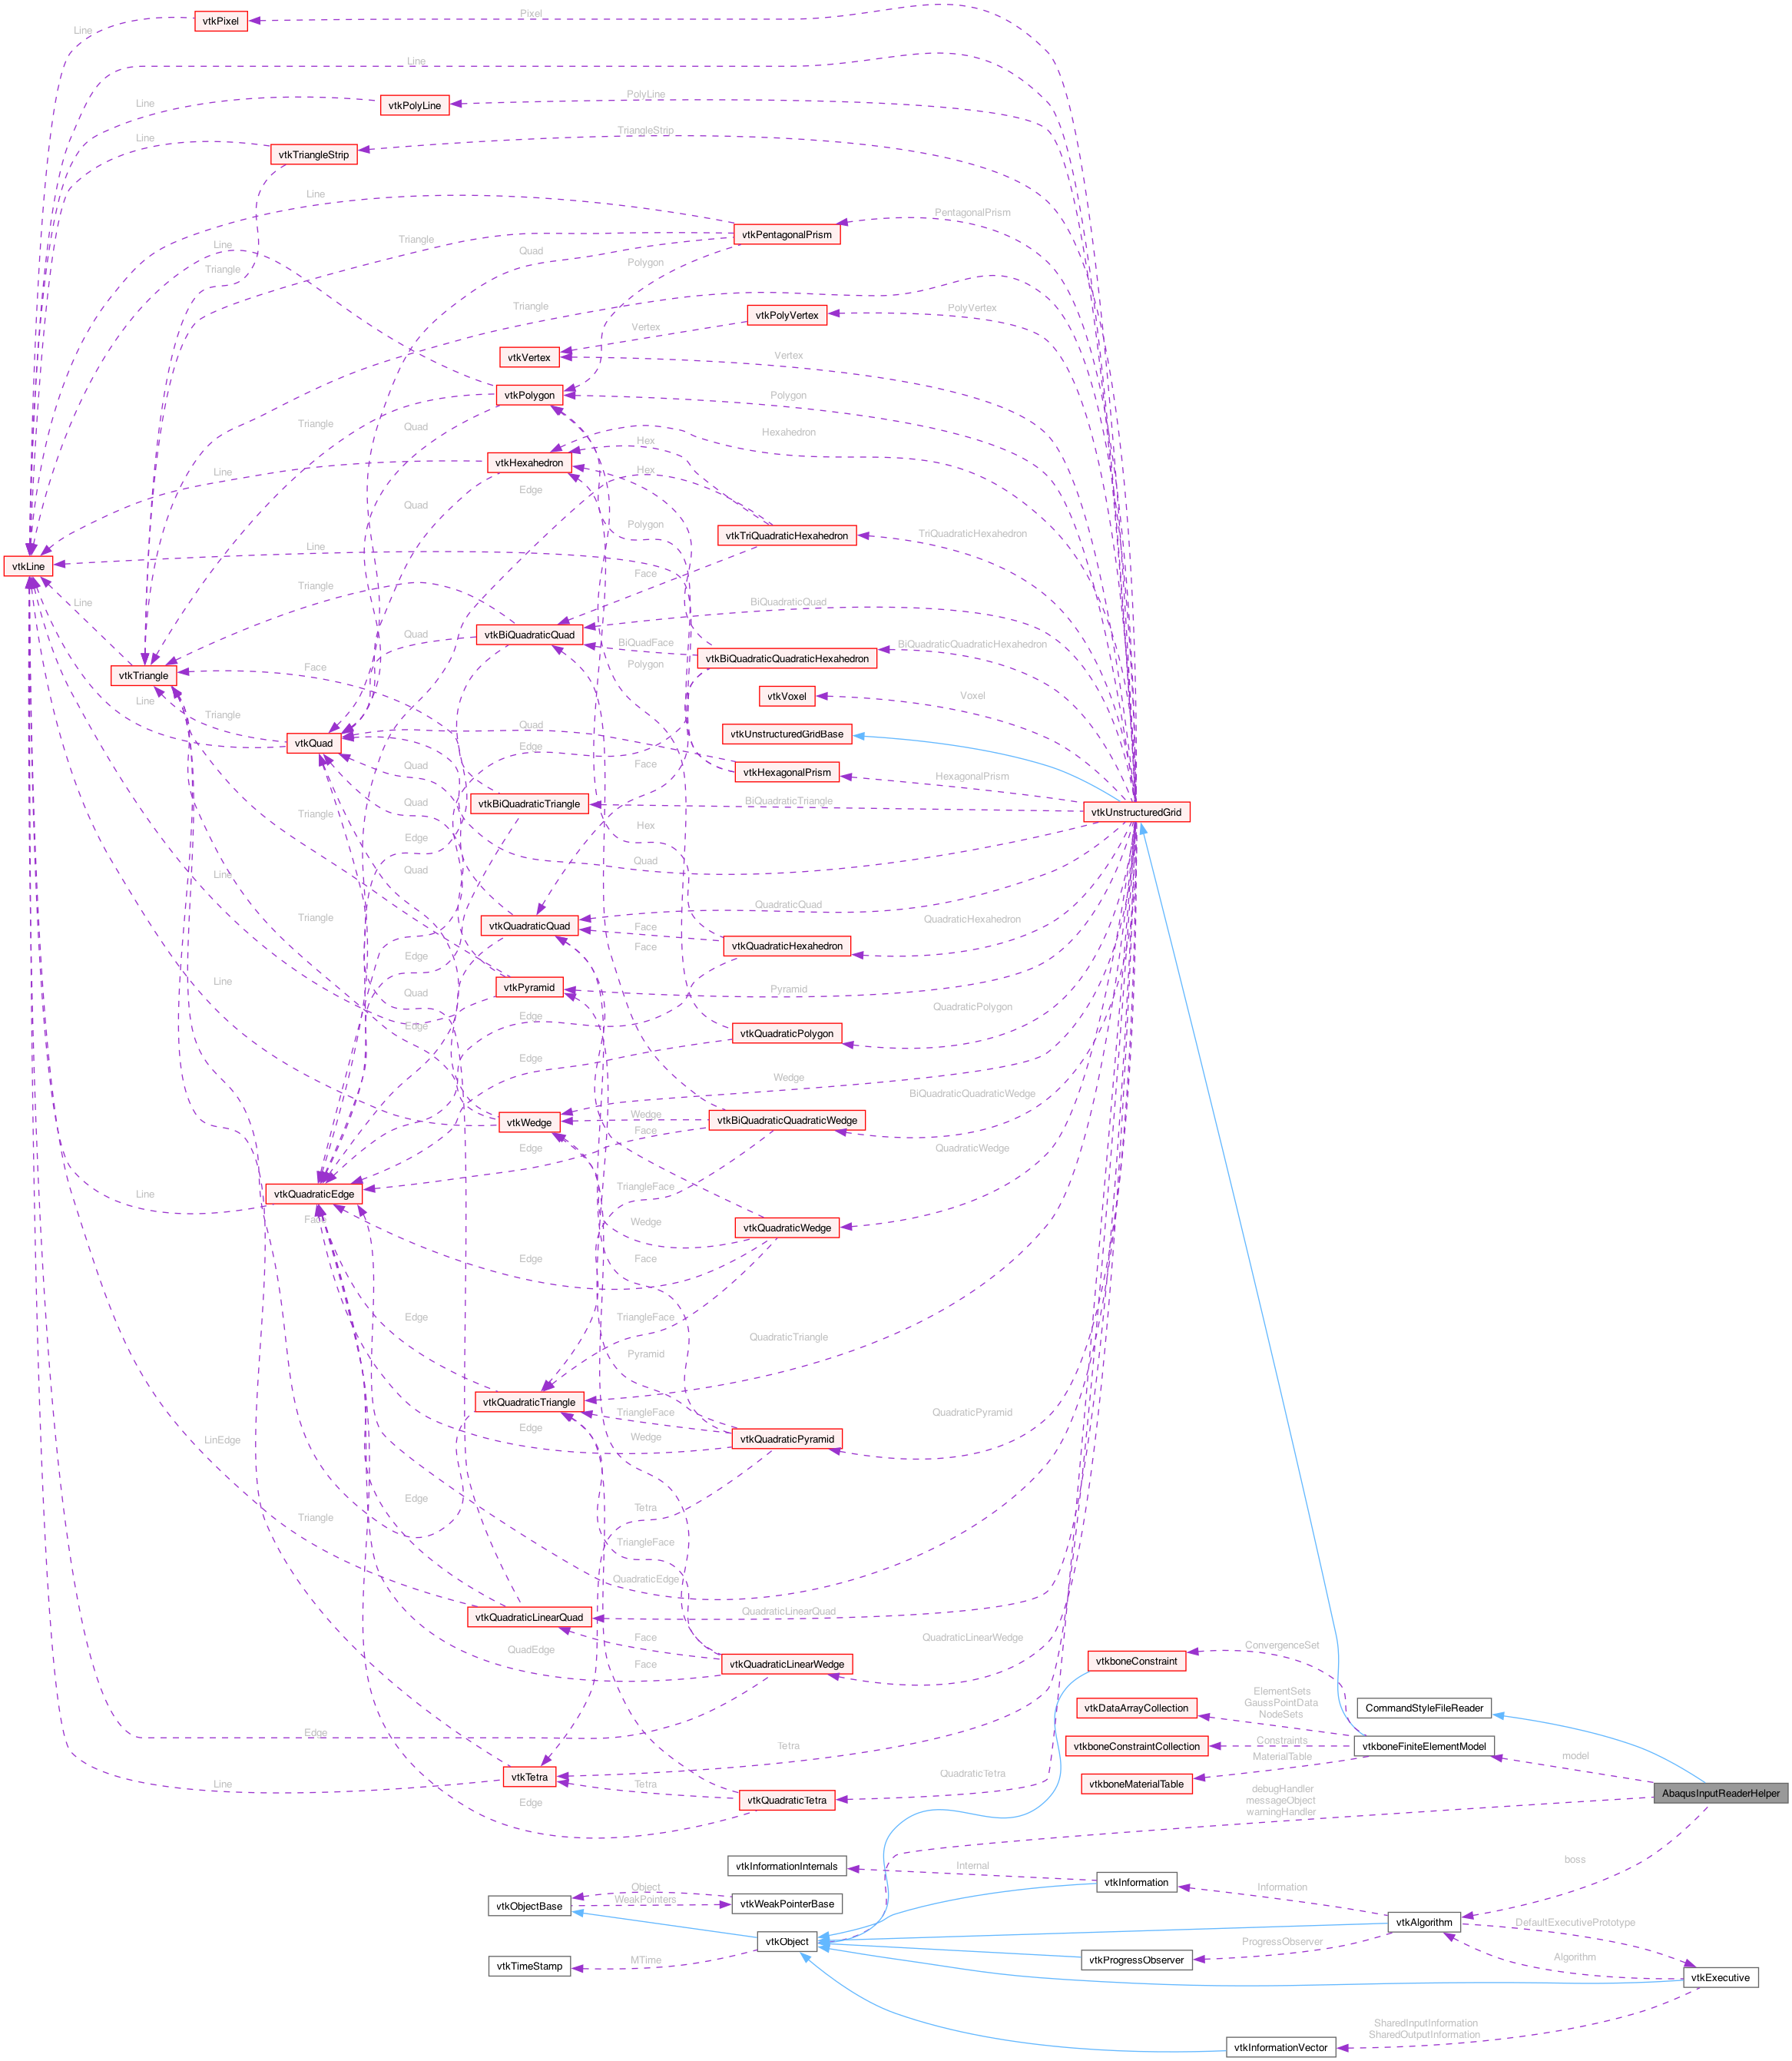 Pixel
vtkPixel
Line
Line
PolyLine
Line
vtkPolyLine
TriangleStrip
Line
vtkTriangleStrip
Line
PentagonalPrism
vtkPentagonalPrism
Triangle
Line
Quad
Polygon
Triangle
Triangle
PolyVertex
vtkPolyVertex
Vertex
Vertex
vtkVertex
vtkPolygon
Polygon
Triangle
Quad
Hexahedron
Hex
vtkHexahedron
Line
Hex
Edge
Quad
Polygon
TriQuadraticHexahedron
vtkTriQuadraticHexahedron
Line
vtkLine
Face
Line
Triangle
BiQuadraticQuad
vtkBiQuadraticQuad
Quad
BiQuadFace
BiQuadraticQuadraticHexahedron
vtkBiQuadraticQuadraticHexahedron
Face
Polygon
vtkTriangle
Line
Voxel
vtkVoxel
Triangle
Quad
vtkUnstructuredGridBase
vtkQuad
Edge
Quad
Face
HexagonalPrism
vtkHexagonalPrism
BiQuadraticTriangle
vtkBiQuadraticTriangle
vtkUnstructuredGrid
Quad
Hex
Triangle
Edge
Quad
Quad
Line
QuadraticQuad
QuadraticHexahedron
vtkQuadraticQuad
Face
Face
vtkQuadraticHexahedron
Triangle
Edge
Line
vtkPyramid
Pyramid
Quad
QuadraticPolygon
Edge
Edge
vtkQuadraticPolygon
Edge
Wedge
BiQuadraticQuadraticWedge
Wedge
vtkWedge
vtkBiQuadraticQuadraticWedge
Face
Edge
QuadraticWedge
TriangleFace
vtkQuadraticEdge
Line
Face
Wedge
vtkQuadraticWedge
Edge
Face
Edge
TriangleFace
QuadraticTriangle
Pyramid
vtkQuadraticTriangle
QuadraticPyramid
TriangleFace
Edge
Wedge
vtkQuadraticPyramid
LinEdge
Tetra
Triangle
Edge
TriangleFace
QuadraticEdge
vtkQuadraticLinearQuad
QuadraticLinearQuad
QuadraticLinearWedge
QuadEdge
Face
Face
vtkQuadraticLinearWedge
ConvergenceSet
vtkboneConstraint
ElementSets
GaussPointData
NodeSets
vtkDataArrayCollection
CommandStyleFileReader
Edge
Constraints
vtkboneConstraintCollection
vtkboneFiniteElementModel
Tetra
MaterialTable
model
vtkTetra
Line
Tetra
QuadraticTetra
vtkboneMaterialTable
debugHandler
messageObject
warningHandler
AbaqusInputReaderHelper
Edge
vtkQuadraticTetra
boss
vtkInformationInternals
Internal
vtkInformation
Information
Object
WeakPointers
vtkObjectBase
vtkWeakPointerBase
vtkAlgorithm
DefaultExecutivePrototype
vtkObject
ProgressObserver
Algorithm
MTime
vtkTimeStamp
vtkProgressObserver
vtkExecutive
SharedInputInformation
SharedOutputInformation
vtkInformationVector